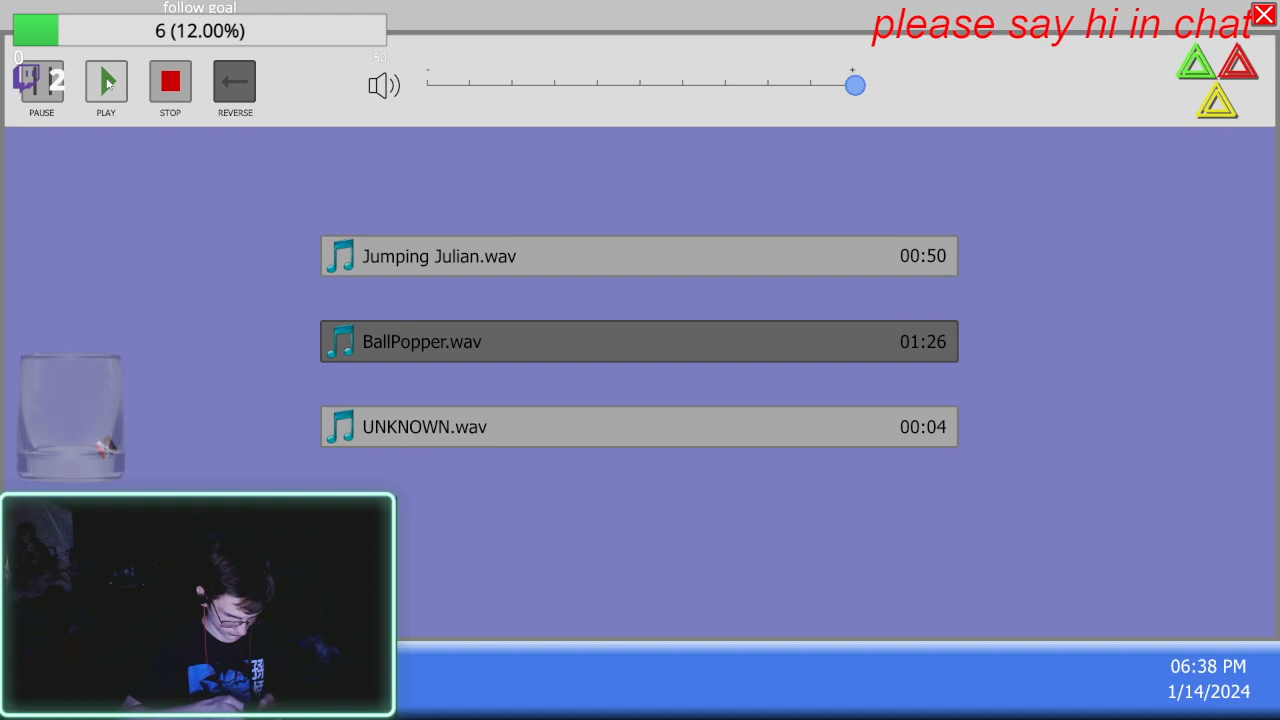 follow goal
please say hi in chat
6 (12.00%)
0
50
2
-
+
PAUSE
PLAY
STOP
REVERSE
Jumping Julian.wav
00:50
BallPopper.wav
01:26
UNKNOWN.wav
00:04
06:38 PM
1/14/2024